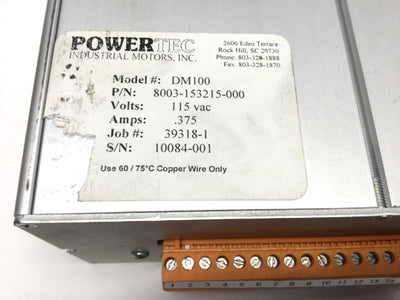 POWERTEC
INDUSTRIAL MOTORS, INC.
2606 Eden Terrace
Rock Hill, SC 29730
Phone: 803-328-1888
Fax: 803-328-1870
Model #: DM100
P/N: 8003-153215-000
Volts: 115 vac
Amps: .375
Job #: 39318-1
S/N: 10084-001
Use 60 / 75°C Copper Wire Only
1 2 3 4 5 6 7 8 9 10 11 12 13 14